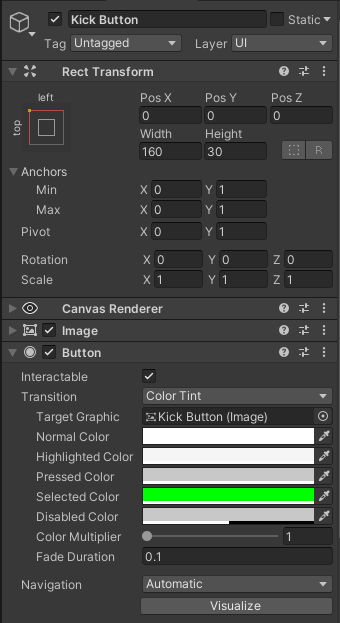 Kick Button Static
Tag Untagged Layer UI
Rect Transform
left
top
Pos X Pos Y Pos Z
0 0 0
Width Height
160 30 R
Anchors
Min X 0 Y 1
Max X 0 Y 1
Pivot X 0 Y 1
Rotation X 0 Y 0 Z 0
Scale X 1 Y 1 Z 1
Canvas Renderer
Image
Button
Interactable
Transition Color Tint
Target Graphic Kick Button (Image)
Normal Color
Highlighted Color
Pressed Color
Selected Color
Disabled Color
Color Multiplier 1
Fade Duration 0.1
Navigation Automatic
Visualize